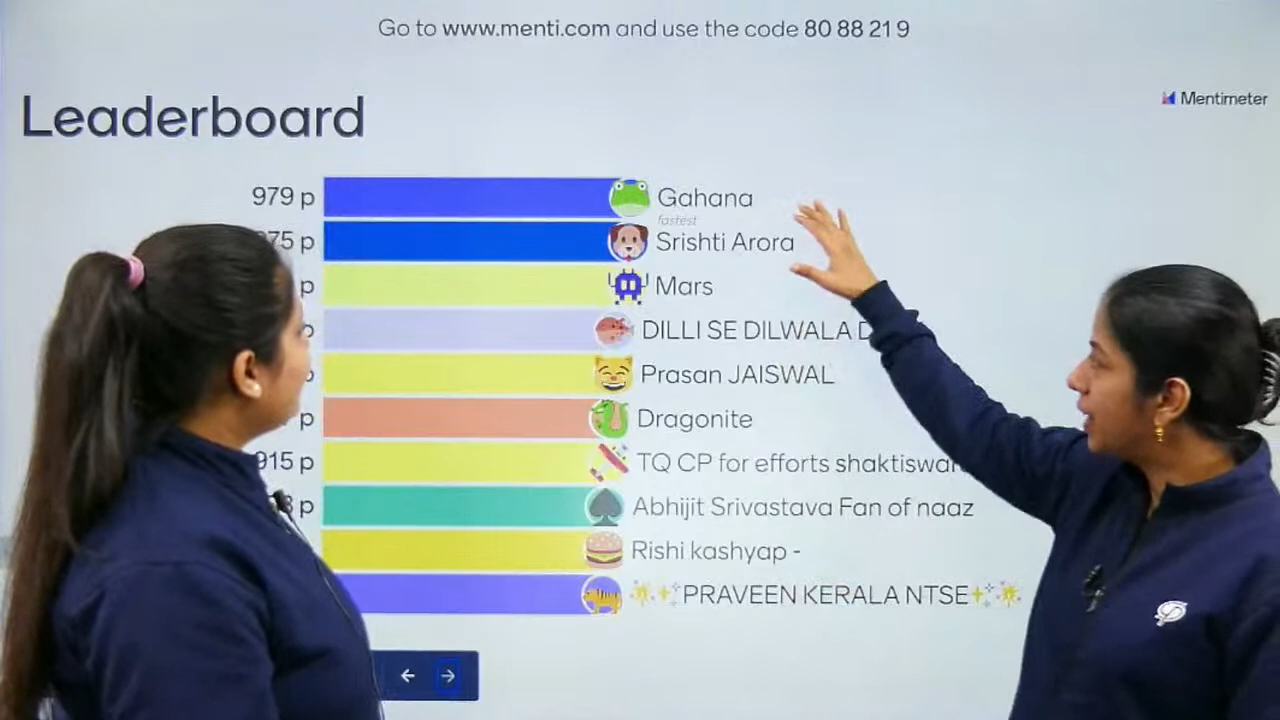 Go to www.menti.com and use the code 80 88 21 9
Mentimeter
Leaderboard
979 p Gahana
fastest
75 p Srishti Arora
p Mars
DILLI SE DILWALA
Prasan JAISWAL
p Dragonite
915 p TQ CP for efforts
p Abhijit Srivastava Fan of naaz
Rishi kashyap -
PRAVEEN KERALA NTSE